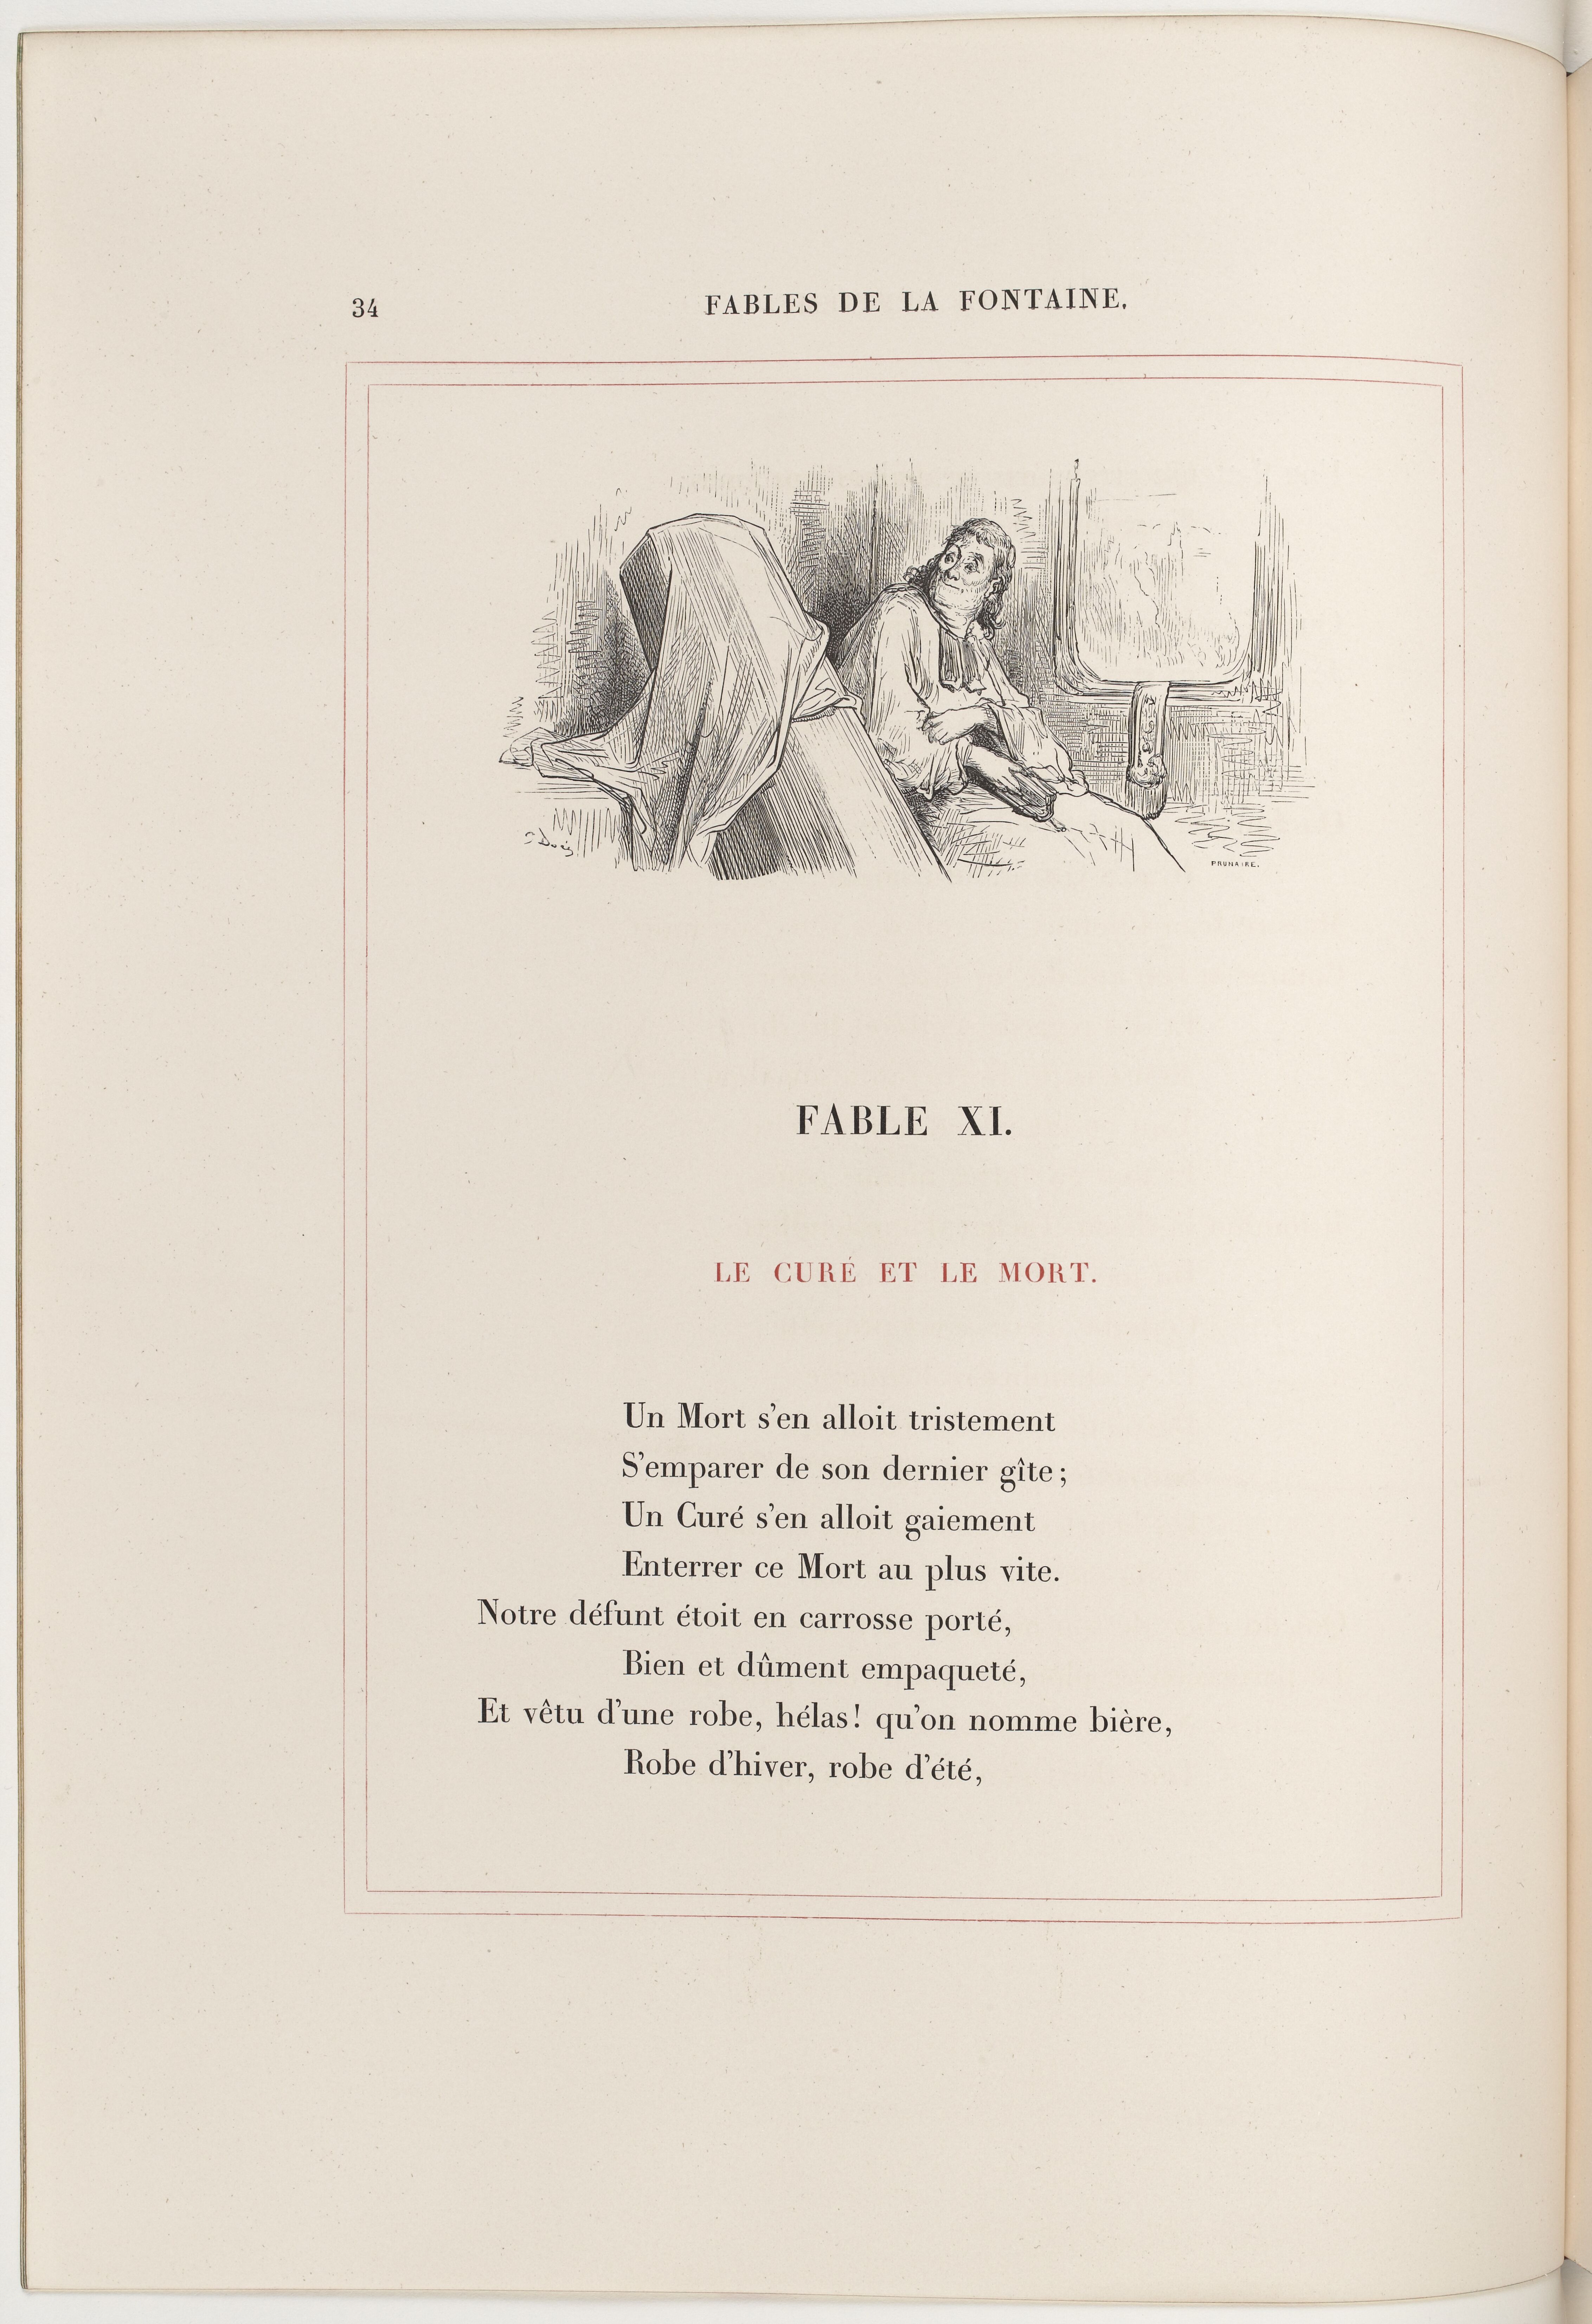 34
FABLES DE LA FONTAINE.
G Doré
PRUNAIRE.
FABLE XI.
LE CURÉ ET LE MORT.
Un Mort s'en alloit tristement
S'emparer de son dernier gîte;
Un Curé s'en alloit gaiement
Enterrer ce Mort au plus vite.
Notre défunt étoit en carrosse porté,
Bien et dûment empaqueté,
Et vêtu d'une robe, hélas! qu'on nomme bière,
Robe d'hiver, robe d'été,